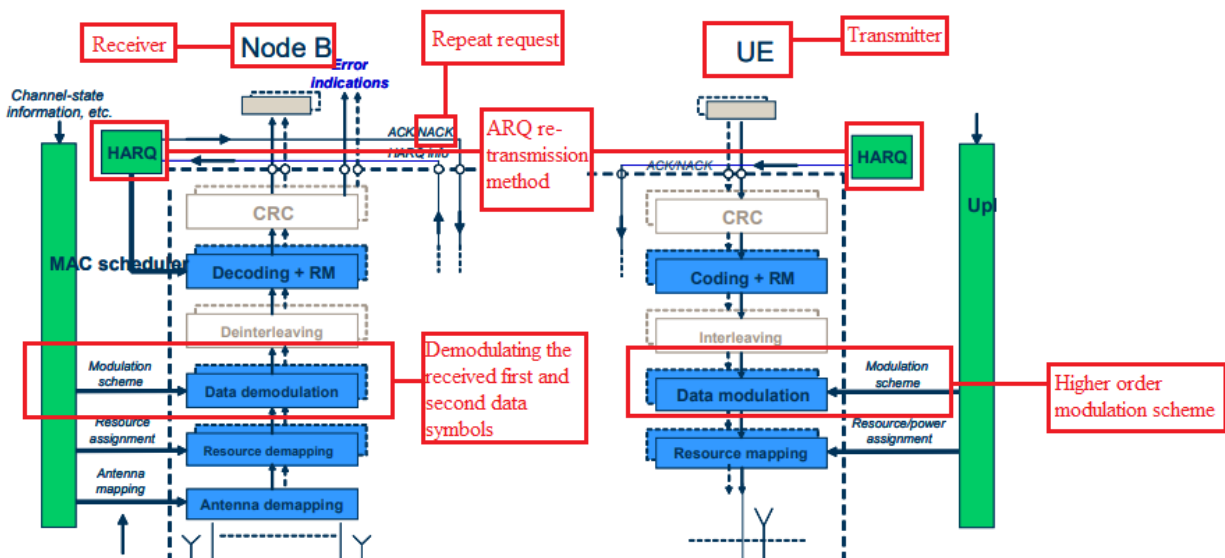 Receiver
Node B
Repeat request
UE
Transmitter
Error
indications
Channel-state
information, etc.
HARQ
ACK/NACK
HARQ info
ARQ re-
transmission
method
ACK/NACK
HARQ
CRC
CRC
Upl
MAC scheduler
Decoding + RM
Coding + RM
Deinterleaving
Interleaving
Modulation
scheme
Data demodulation
Demodulating the
received first and
second data
symbols
Data modulation
Modulation
scheme
Higher order
modulation scheme
Resource
assignment
Resource demapping
Resource mapping
Resource/power
assignment
Antenna
mapping
Antenna demapping